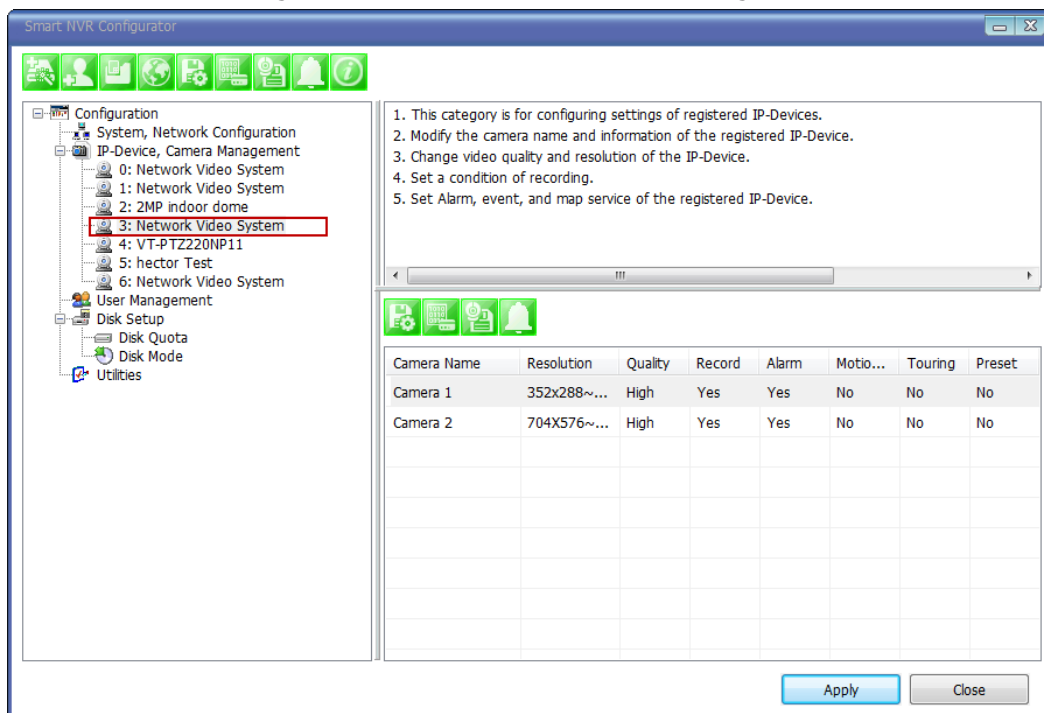 Smart NVR Configurator
Configuration
System, Network Configuration
IP-Device, Camera Management
0: Network Video System
1: Network Video System
2: 2MP indoor dome
3: Network Video System
4: VT-PTZ220NP11
5: hector Test
6: Network Video System
User Management
Disk Setup
Disk Quota
Disk Mode
Utilities
1. This category is for configuring settings of registered IP-Devices.
2. Modify the camera name and information of the registered IP-Device.
3. Change video quality and resolution of the IP-Device.
4. Set a condition of recording.
5. Set Alarm, event, and map service of the registered IP-Device.
Camera Name Resolution Quality Record Alarm Motio... Touring Preset
Camera 1 352x288~... High Yes Yes No No No
Camera 2 704X576~... High Yes Yes No No No
Apply Close